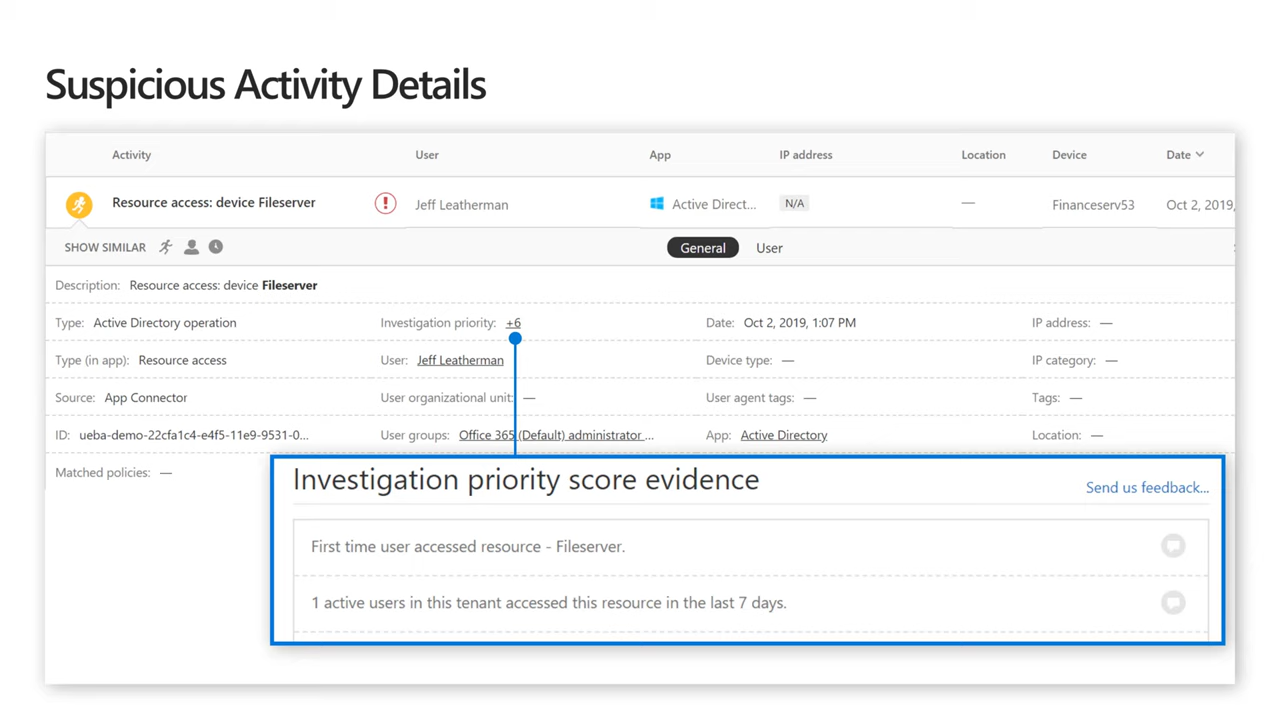 Suspicious Activity Details
Activity User App IP address Location Device Date
Resource access: device Fileserver Jeff Leatherman Active Direct... N/A — Financeserv53 Oct 2, 2019,
SHOW SIMILAR General User
Description: Resource access: device Fileserver
Type: Active Directory operation Investigation priority: +6 Date: Oct 2, 2019, 1:07 PM IP address: —
Type (in app): Resource access User: Jeff Leatherman Device type: — IP category: —
Source: App Connector User organizational unit: — User agent tags: — Tags: —
ID: ueba-demo-22cfa1c4-e4f5-11e9-9531-0... User groups: Office 365 (Default) administrator ... App: Active Directory Location: —
Matched policies: —
Investigation priority score evidence
Send us feedback...
First time user accessed resource - Fileserver.
1 active users in this tenant accessed this resource in the last 7 days.